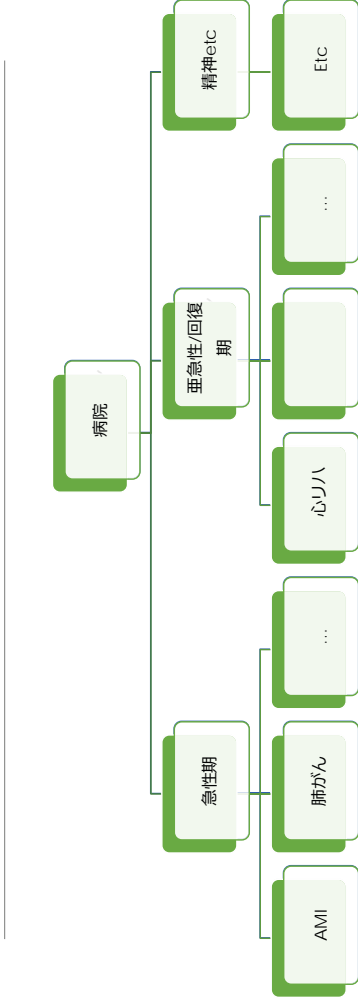 病院
急性期
亜急性/回復
期
精神etc
AMI
肺がん
…
心リハ
…
Etc